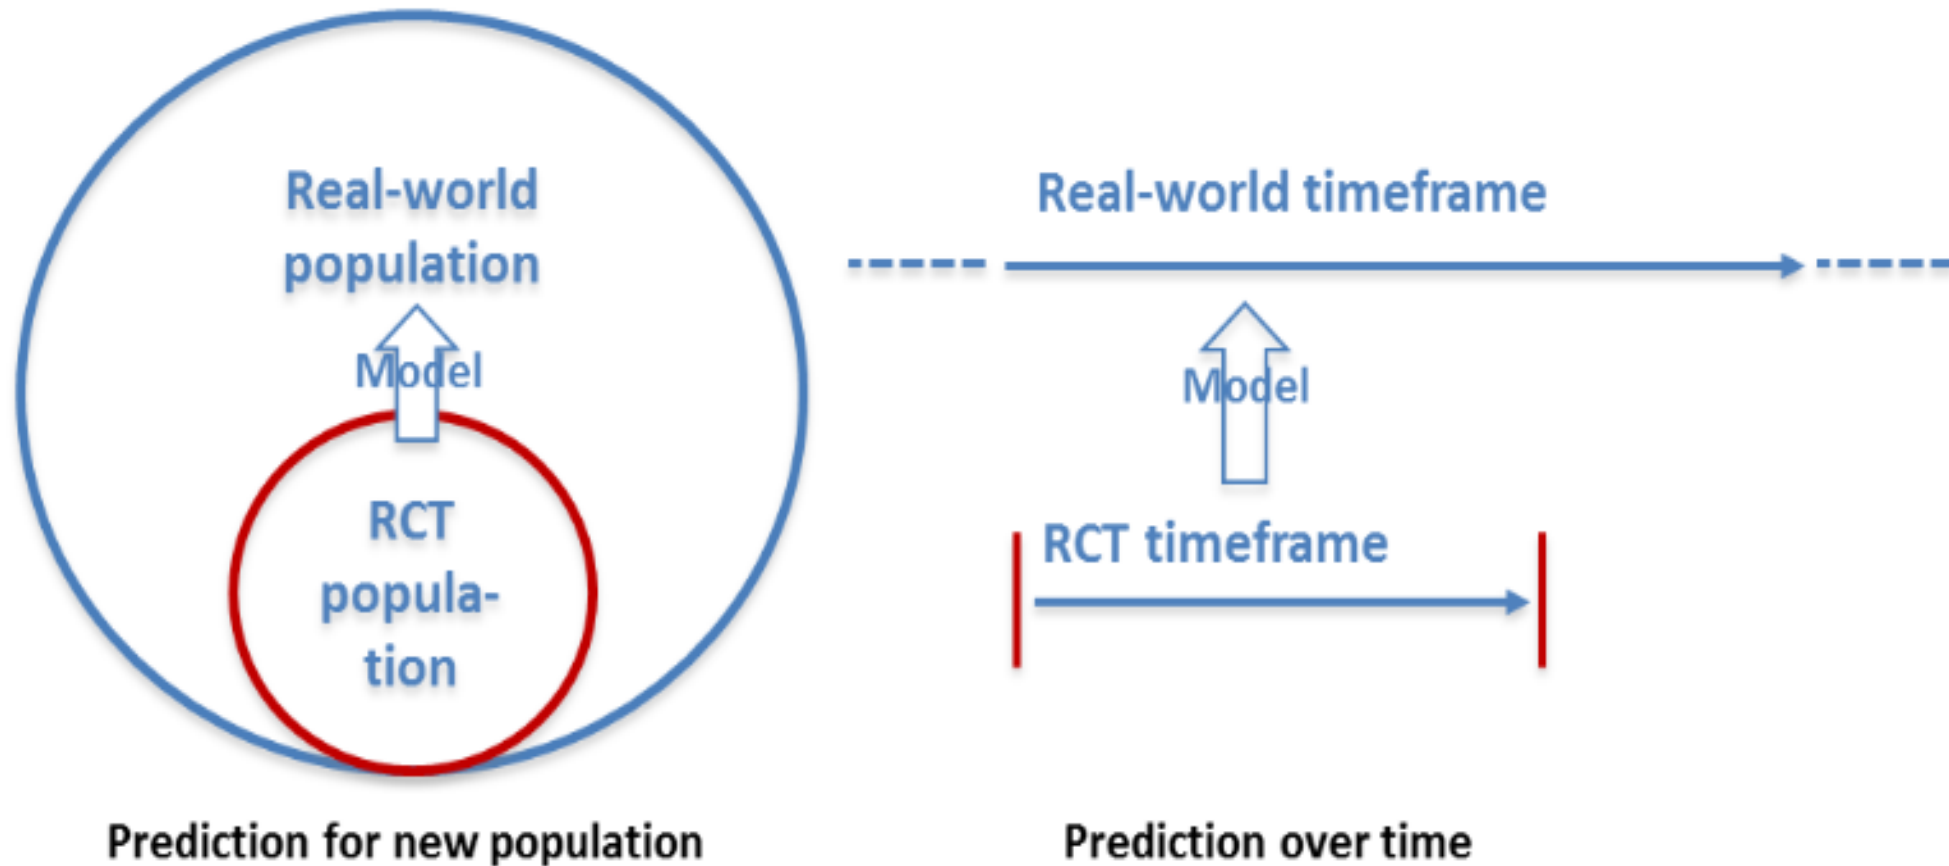 Real-world
population
Model
RCT
popula-
tion
Prediction for new population
Real-world timeframe
Model
RCT timeframe
Prediction over time